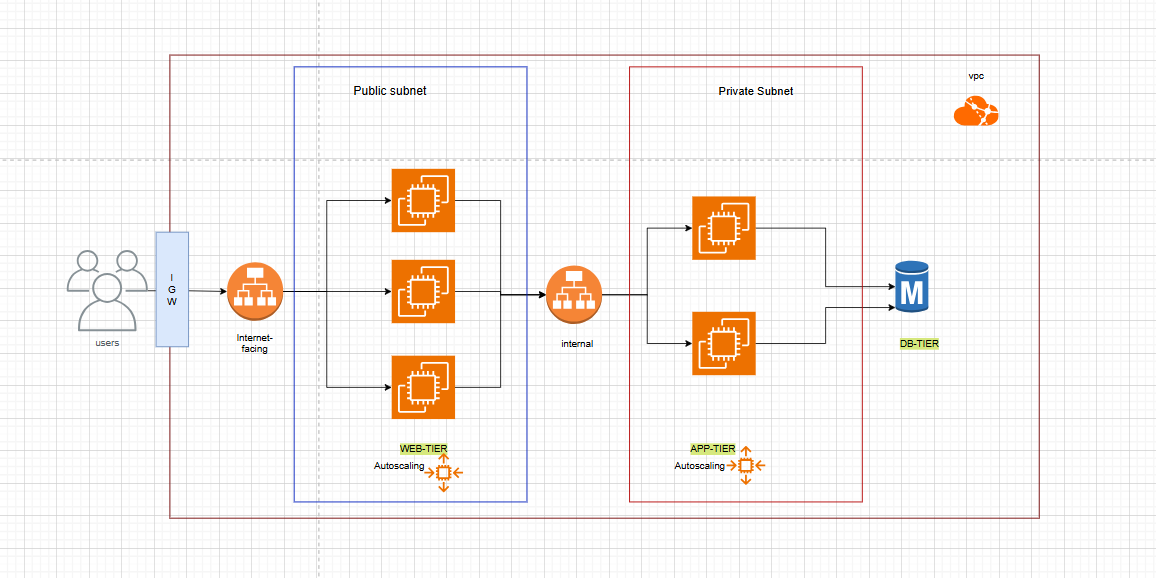 vpc
Public subnet
Private Subnet
I
G
W
M
users
Internet-
facing
internal
DB-TIER
WEB-TIER
Autoscaling
APP-TIER
Autoscaling